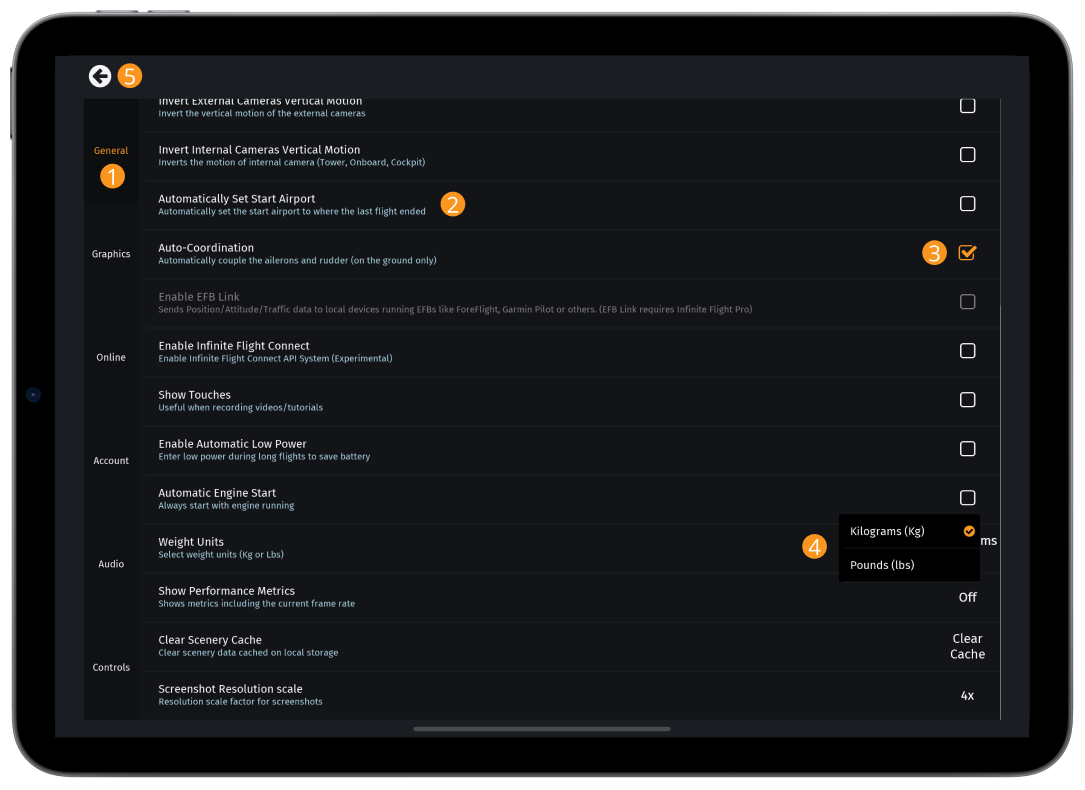 5
Invert External Cameras Vertical Motion
Invert the vertical motion of the external cameras
General
1
Invert Internal Cameras Vertical Motion
Inverts the motion of internal camera (Tower, Onboard, Cockpit)
Automatically Set Start Airport
Automatically set the start airport to where the last flight ended
2
Graphics
Auto-Coordination
Automatically couple the ailerons and rudder (on the ground only)
3
Enable EFB Link
Sends Position/Attitude/Traffic data to local devices running EFBs like ForeFlight, Garmin Pilot or others. (EFB Link requires Infinite Flight Pro)
Online
Enable Infinite Flight Connect
Enable Infinite Flight Connect API System (Experimental)
Show Touches
Useful when recording videos/tutorials
Account
Enable Automatic Low Power
Enter low power during long flights to save battery
Automatic Engine Start
Always start with engine running
Weight Units
Select weight units (Kg or Lbs)
4
Kilograms (Kg)
ms
Pounds (lbs)
Audio
Show Performance Metrics
Shows metrics including the current frame rate
Off
Clear Scenery Cache
Clear scenery data cached on local storage
Clear
Cache
Controls
Screenshot Resolution scale
Resolution scale factor for screenshots
4x